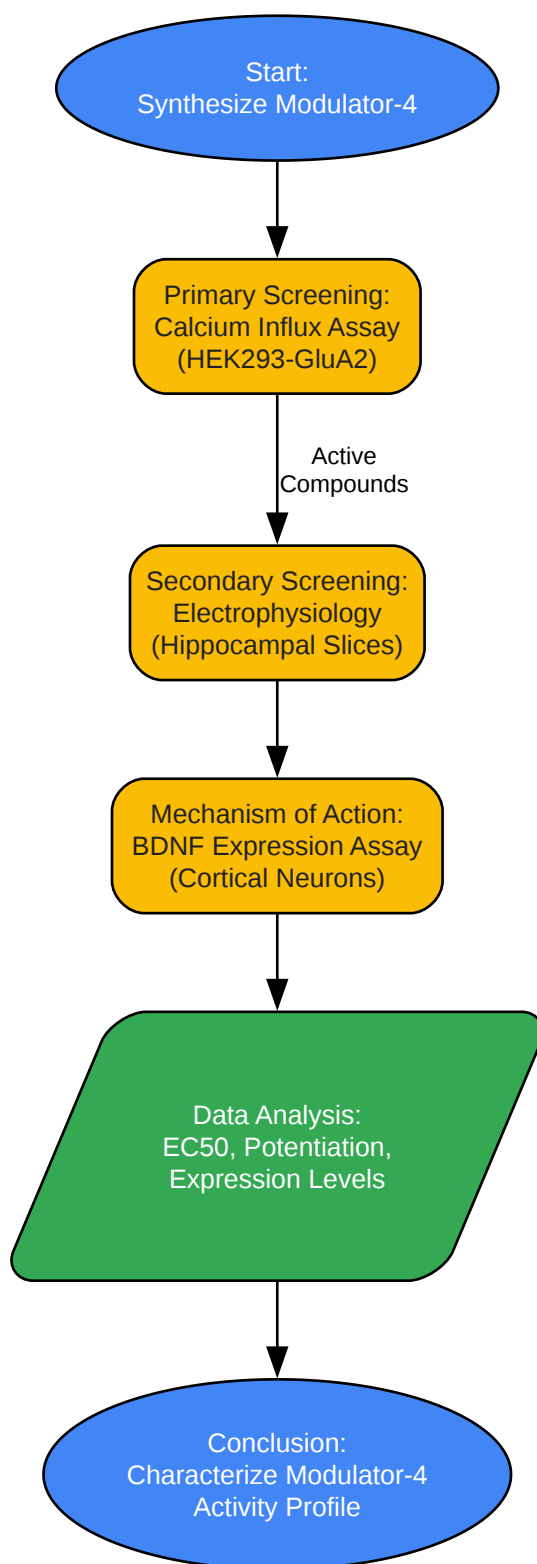 Start:
Synthesize Modulator-4
Primary Screening:
Calcium Influx Assay
(HEK293-GluA2)
Active
Compounds
Secondary Screening:
Electrophysiology
(Hippocampal Slices)
Mechanism of Action:
BDNF Expression Assay
(Cortical Neurons)
Data Analysis:
EC50, Potentiation,
Expression Levels
Conclusion:
Characterize Modulator-4
Activity Profile